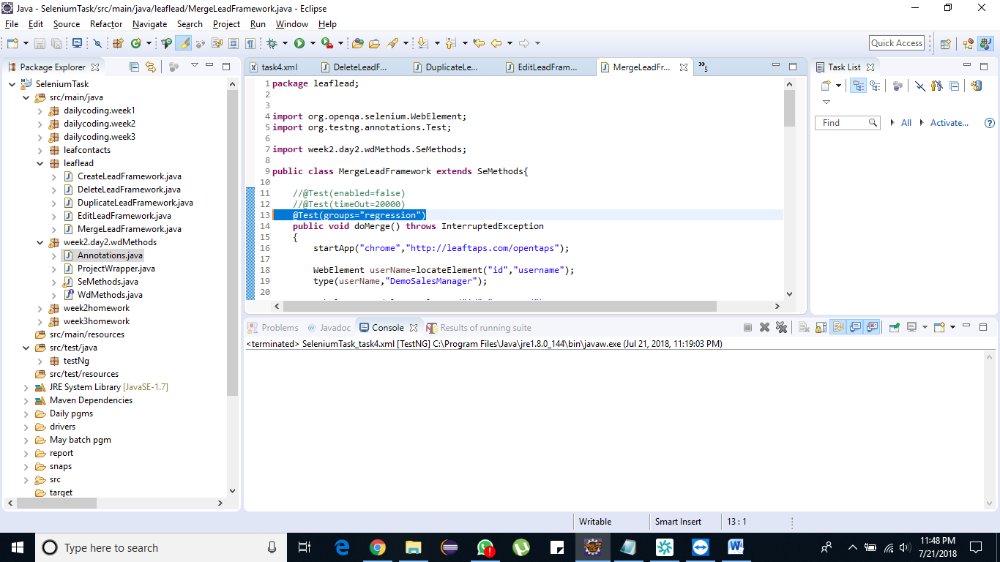 Java - SeleniumTask/src/main/java/leaflead/MergeLeadFramework.java - Eclipse
File Edit Source Refactor Navigate Search Project Run Window Help
Quick Access
Package Explorer
SeleniumTask
src/main/java
dailycoding.week1
dailycoding.week2
dailycoding.week3
leafcontacts
leaflead
CreateLeadFramework.java
DeleteLeadFramework.java
DuplicateLeadFramework.java
EditLeadFramework.java
MergeLeadFramework.java
week2.day2.wdMethods
Annotations.java
ProjectWrapper.java
SeMethods.java
WdMethods.java
week2homework
week3homework
src/main/resources
src/test/java
testNg
src/test/resources
JRE System Library [JavaSE-1.7]
Maven Dependencies
Daily pgms
drivers
May batch pgm
report
snaps
src
target
task4.xml DeleteLeadF... DuplicateLe... EditLeadFram... MergeLeadFr... »5
1 package leaflead;
2
3
4 import org.openqa.selenium.WebElement;
5 import org.testng.annotations.Test;
6
7 import week2.day2.wdMethods.SeMethods;
8
9 public class MergeLeadFramework extends SeMethods{
10
11 //@Test(enabled=false)
12 //@Test(timeOut=20000)
13 @Test(groups="regression")
14 public void doMerge() throws InterruptedException
15 {
16 startApp("chrome","http://leaftaps.com/opentaps");
17
18 WebElement userName=locateElement("id","username");
19 type(userName,"DemoSalesManager");
20
Task List
Find All Activate...
Problems @ Javadoc Console Results of running suite
<terminated> SeleniumTask_task4.xml [TestNG] C:\Program Files\Java\jre1.8.0_144\bin\javaw.exe (Jul 21, 2018, 11:19:03 PM)
Writable Smart Insert 13 : 1
Type here to search
11:48 PM
7/21/2018